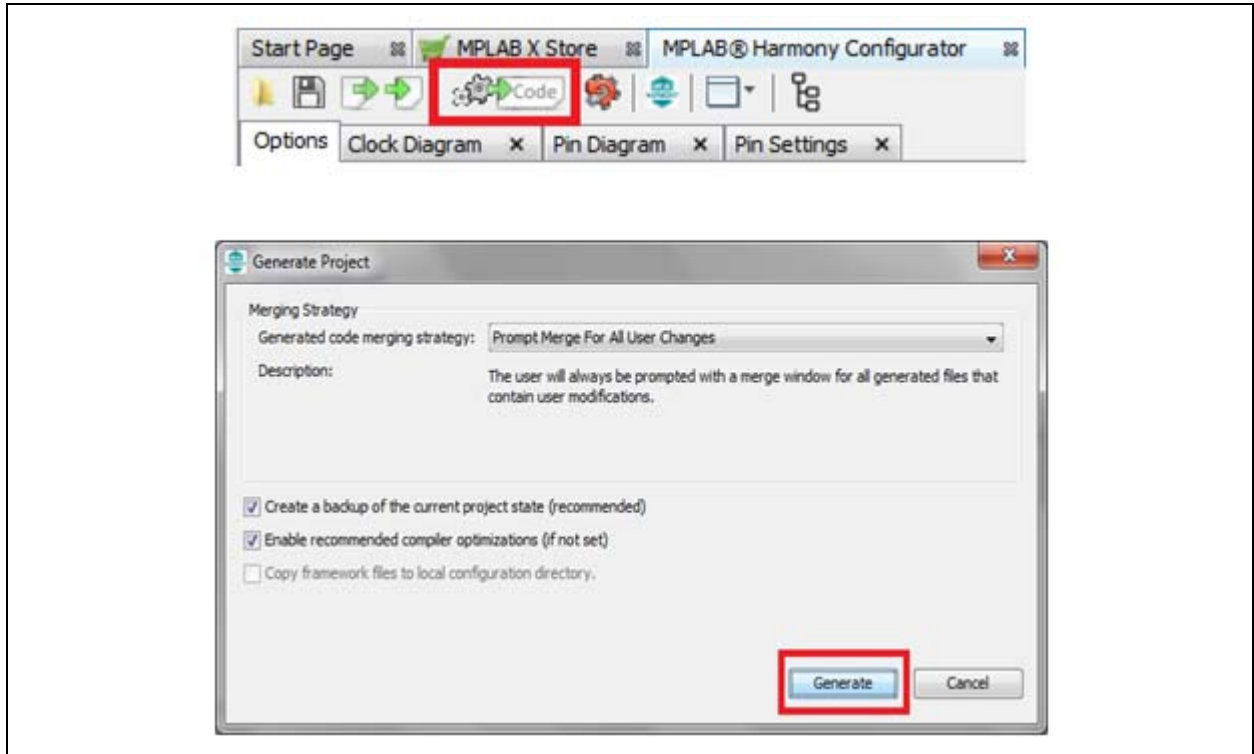 Start Page MPLAB X Store MPLAB® Harmony Configurator
Code
Options Clock Diagram Pin Diagram Pin Settings
Generate Project
Merging Strategy
Generated code merging strategy: Prompt Merge For All User Changes
Description: The user will always be prompted with a merge window for all generated files that
contain user modifications.
Create a backup of the current project state (recommended)
Enable recommended compiler optimizations (if not set)
Copy framework files to local configuration directory.
Generate Cancel